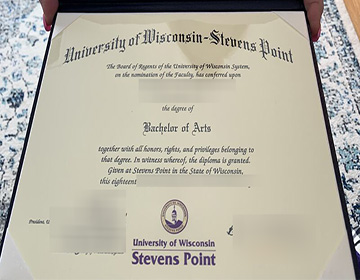 University of Wisconsin-Stevens Point
The Board of Regents of the University of Wisconsin System,
on the nomination of the Faculty, has conferred upon
the degree of
Bachelor of Arts
together with all honors, rights, and privileges belonging to
that degree. In witness whereof, the diploma is granted.
Given at Stevens Point in the State of Wisconsin,
this eighteent
President, U
University of Wisconsin
Stevens Point